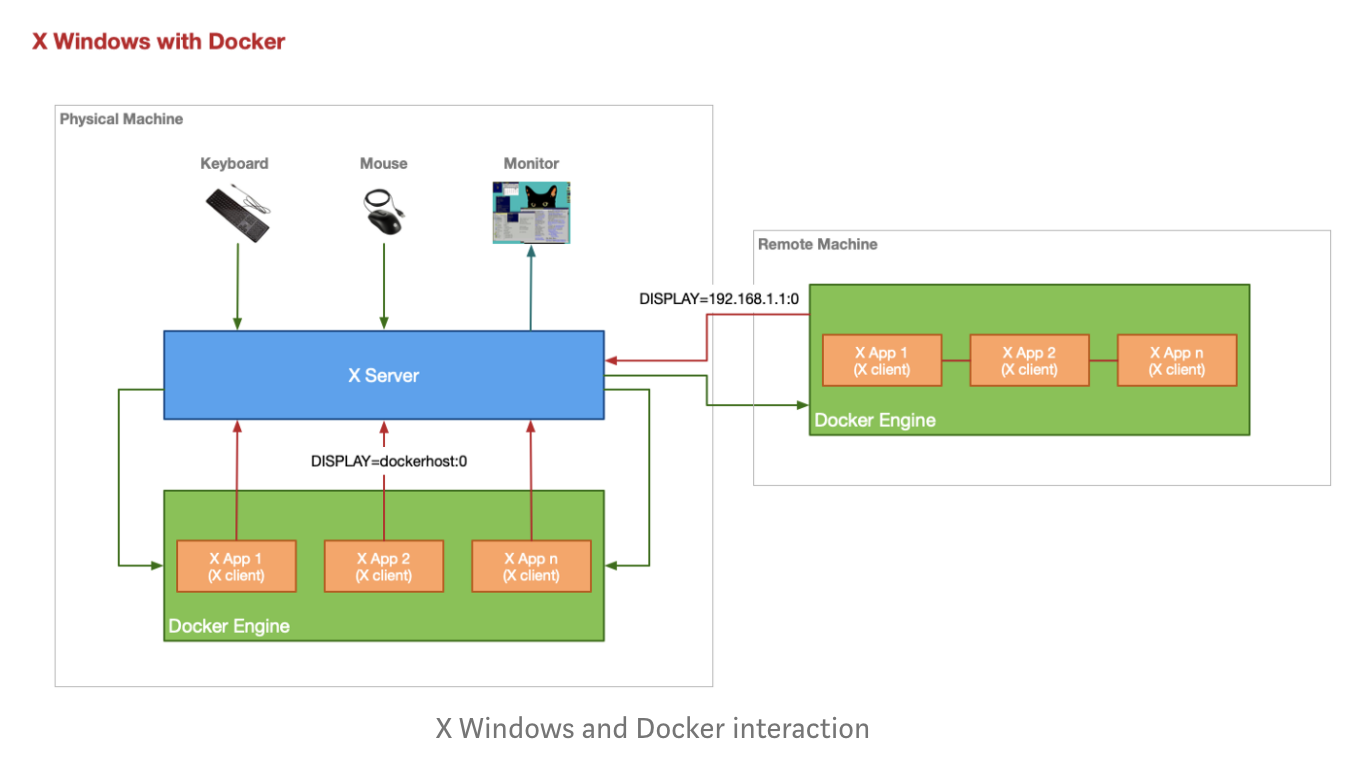 X Windows with Docker
Physical Machine
Keyboard
Mouse
Monitor
Remote Machine
DISPLAY=192.168.1.1:0
X App 1
(X client)
X App 2
(X client)
X App n
(X client)
Docker Engine
X Server
DISPLAY=dockerhost:0
X App 1
(X client)
X App 2
(X client)
X App n
(X client)
Docker Engine
X Windows and Docker interaction